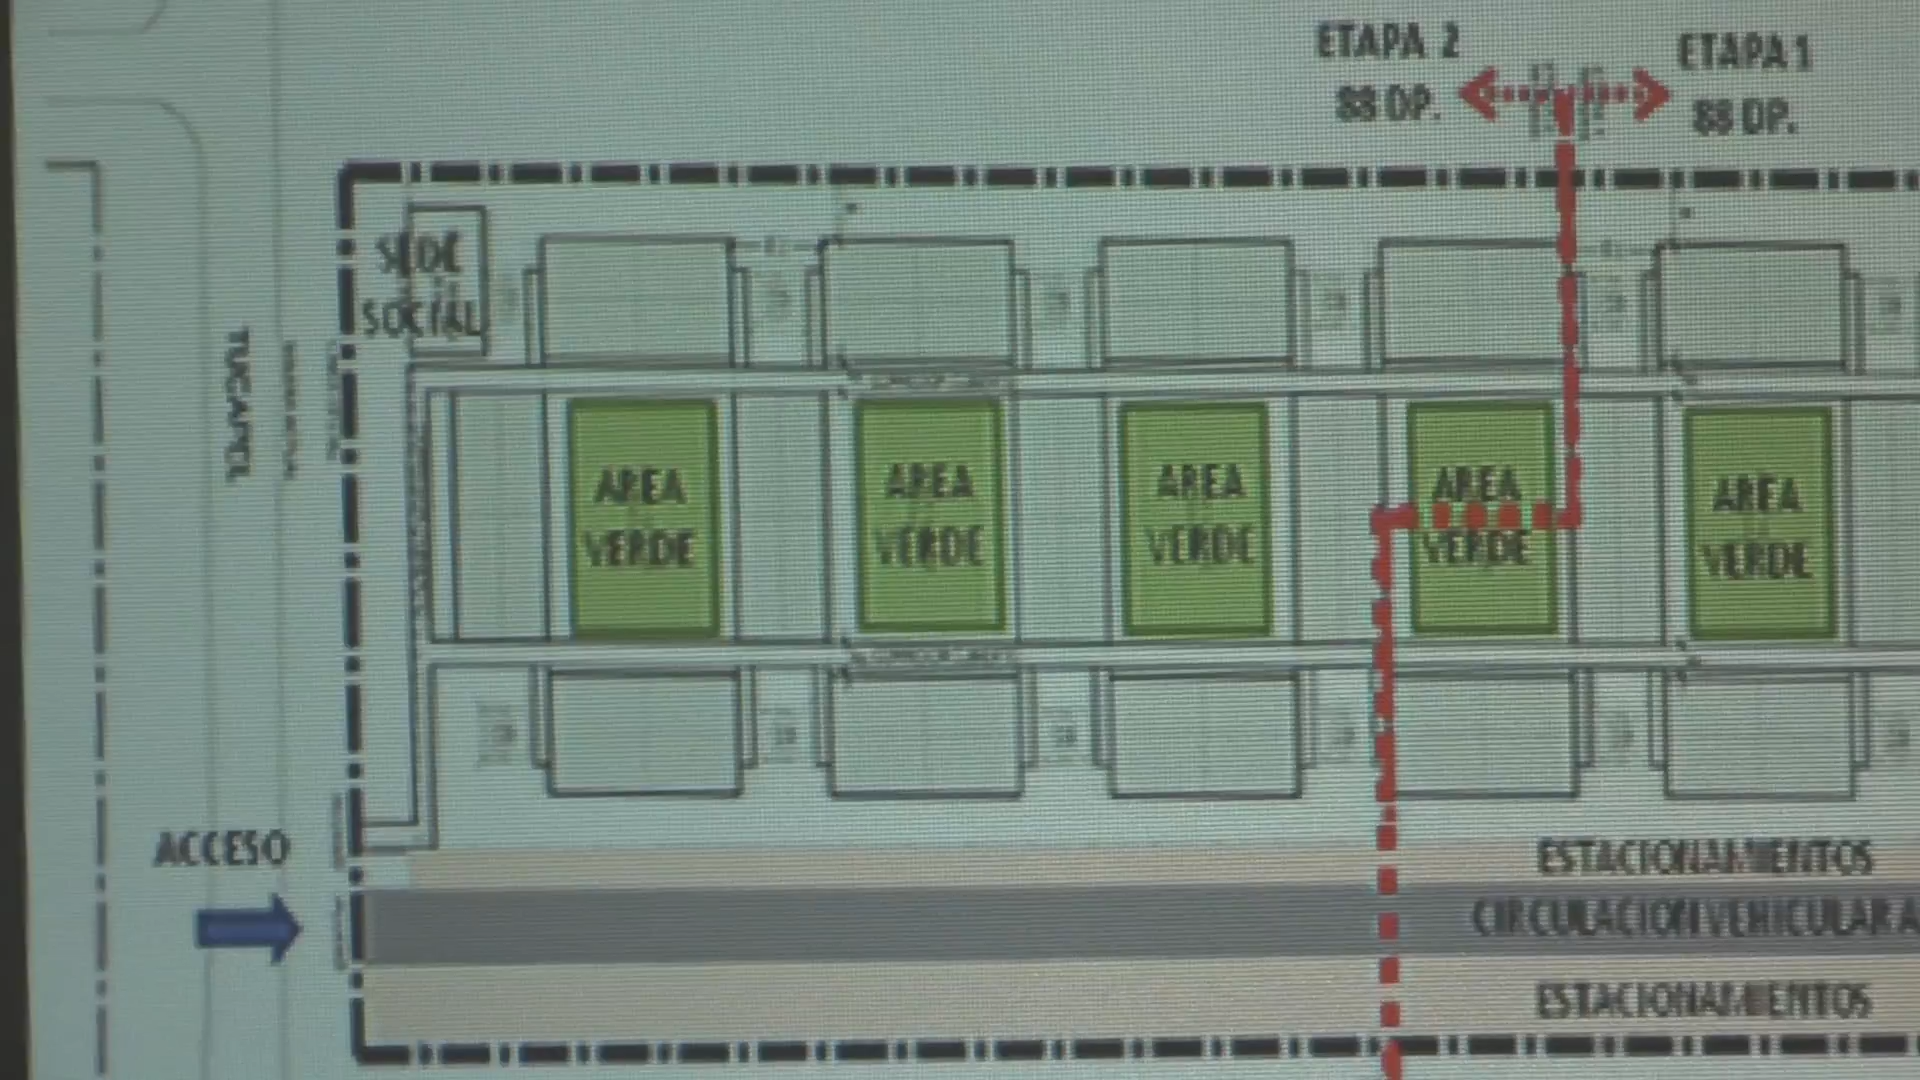 ETAPA 2
88 DP.
ETAPA 1
88 DP.
SEDE
SOCIAL
TUCAPEL
AREA
VERDE
AREA
VERDE
AREA
VERDE
AREA
VERDE
AREA
VERDE
ACCESO
ESTACIONAMIENTOS
CIRCULACION VEHICULAR A
ESTACIONAMIENTOS